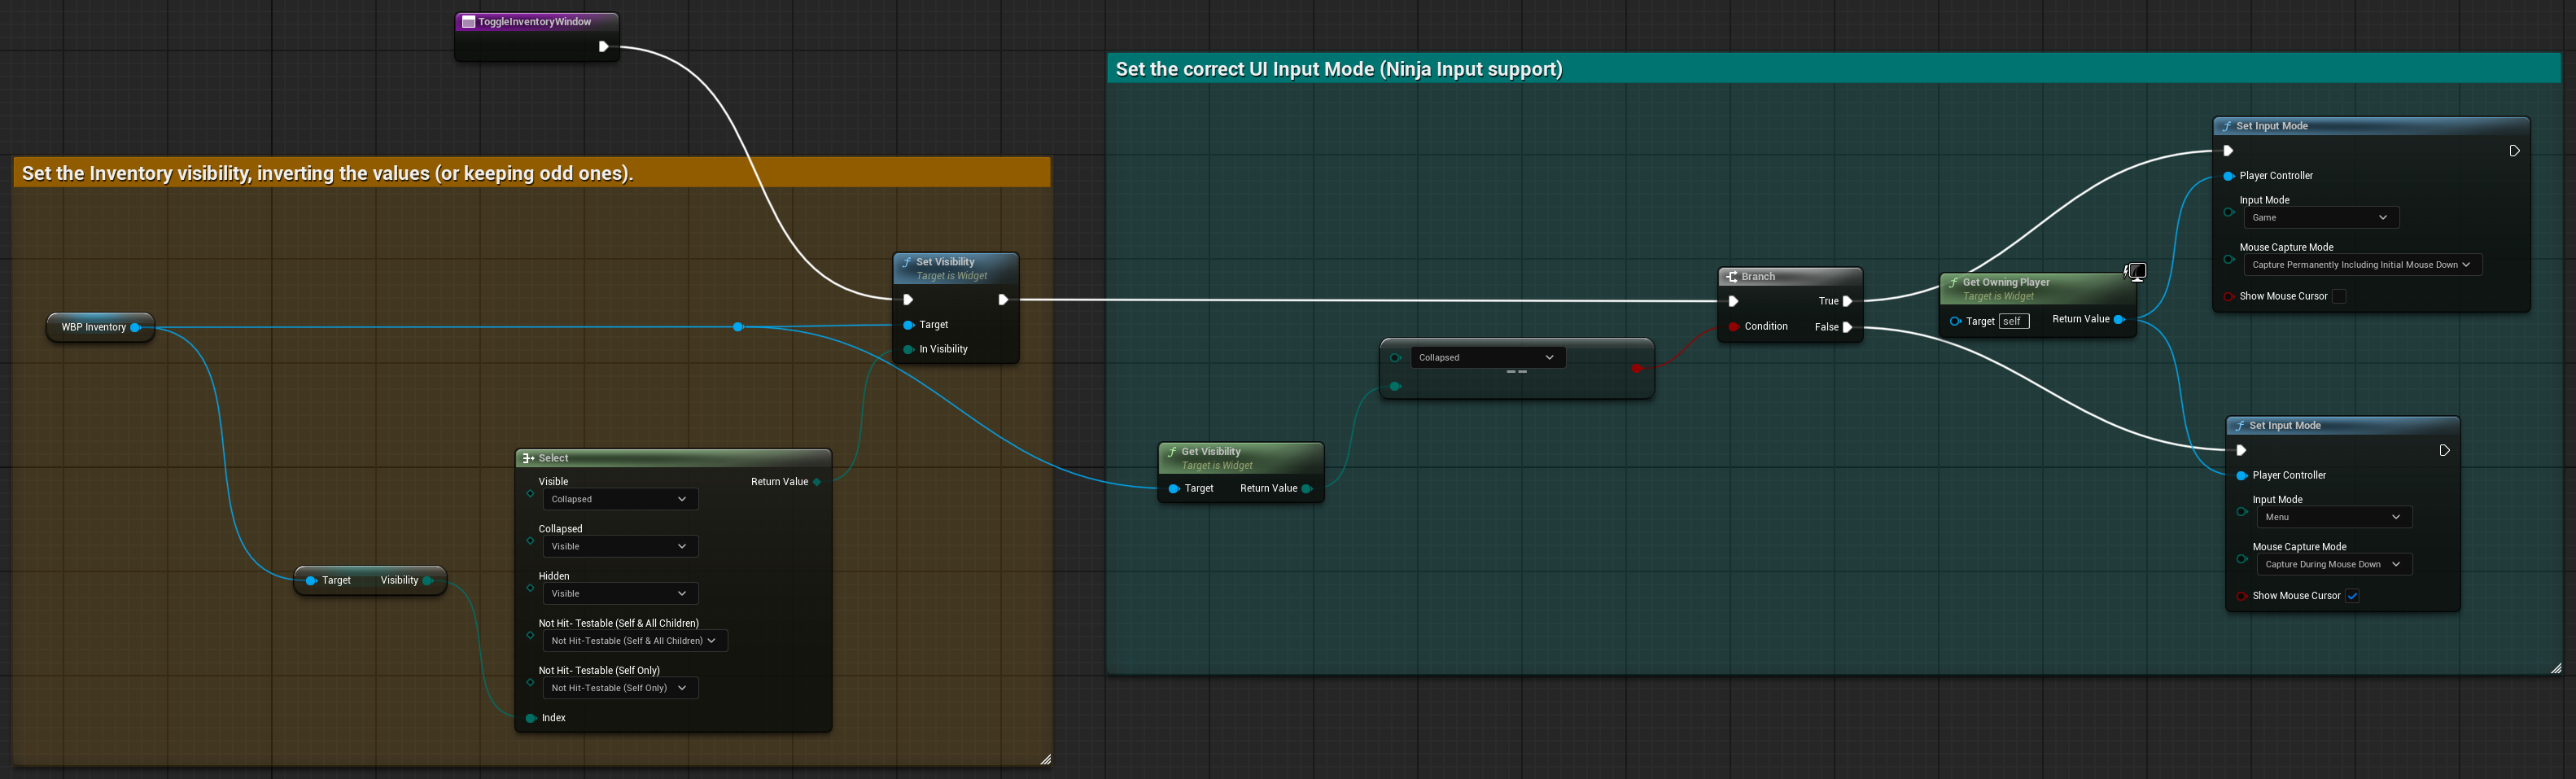 ToggleInventoryWindow
Set the correct UI Input Mode (Ninja Input support)
Set the Inventory visibility, inverting the values (or keeping odd ones).
WBP Inventory
Set Visibility
Target is Widget
Target
In Visibility
Target Visibility
Select
Visible
Return Value
Collapsed
Collapsed
Visible
Hidden
Visible
Not Hit- Testable (Self & All Children)
Not Hit-Testable (Self & All Children)
Not Hit- Testable (Self Only)
Not Hit-Testable (Self Only)
Index
Get Visibility
Target is Widget
Target Return Value
Collapsed
==
Branch
True
Condition False
Get Owning Player
Target is Widget
Target self Return Value
Set Input Mode
Player Controller
Input Mode
Game
Mouse Capture Mode
Capture Permanently Including Initial Mouse Down
Show Mouse Cursor
Set Input Mode
Player Controller
Input Mode
Menu
Mouse Capture Mode
Capture During Mouse Down
Show Mouse Cursor